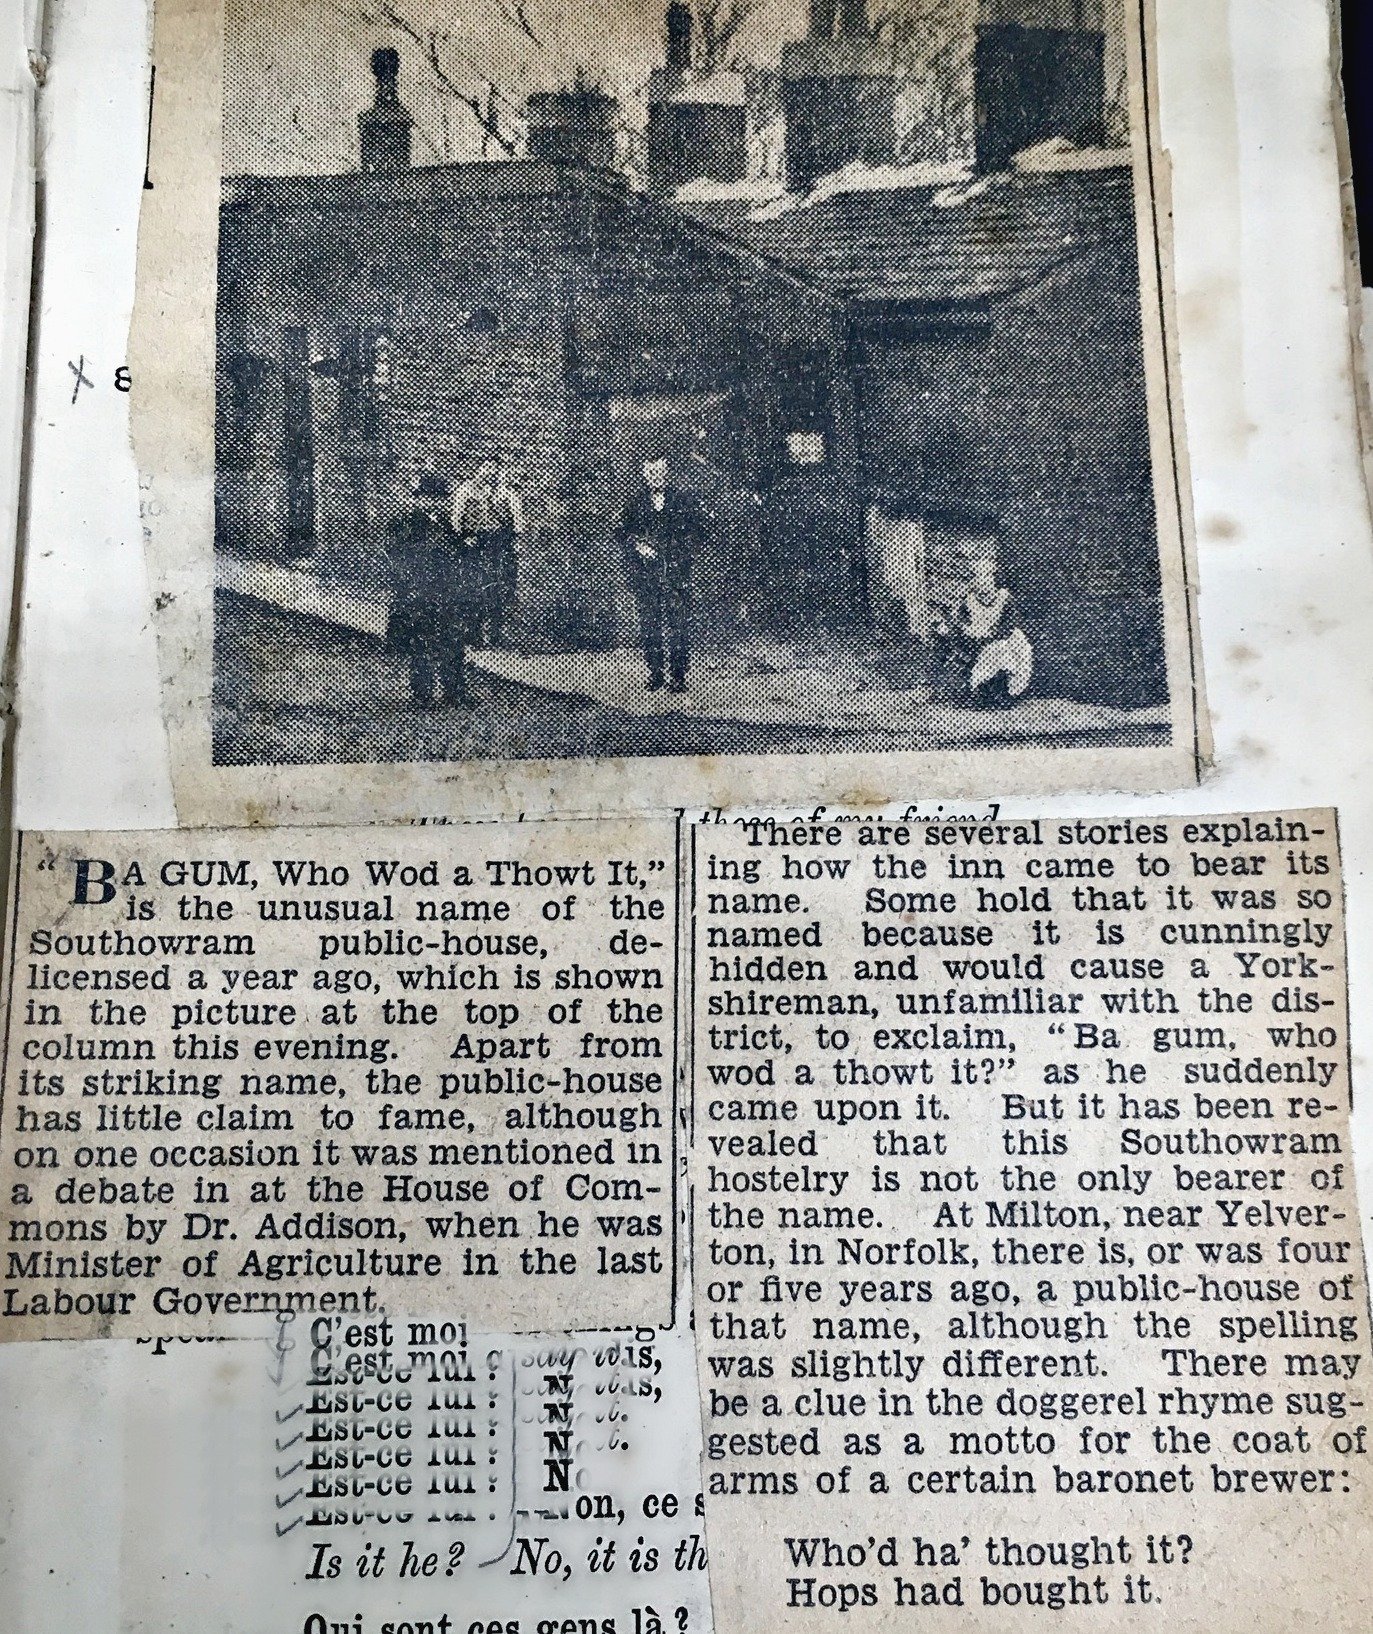 X 8
those of my friend
“BA GUM, Who Wod a Thowt It,”
is the unusual name of the
Southowram public-house, de-
licensed a year ago, which is shown
in the picture at the top of the
column this evening. Apart from
its striking name, the public-house
has little claim to fame, although
on one occasion it was mentioned in
a debate in at the House of Com-
mons by Dr. Addison, when he was
Minister of Agriculture in the last
Labour Government.
There are several stories explain-
ing how the inn came to bear its
name. Some hold that it was so
named because it is cunningly
hidden and would cause a York-
shireman, unfamiliar with the dis-
trict, to exclaim, “Ba gum, who
wod a thowt it?” as he suddenly
came upon it. But it has been re-
vealed that this Southowram
hostelry is not the only bearer of
the name. At Milton, near Yelver-
ton, in Norfolk, there is, or was four
or five years ago, a public-house of
that name, although the spelling
was slightly different. There may
be a clue in the doggerel rhyme sug-
gested as a motto for the coat of
arms of a certain baronet brewer:
Who'd ha' thought it?
Hops had bought it.
C'est moi
C'est moi
Est-ce lui
Est-ce lui
Est-ce lui
Est-ce lui
Est-ce lui
on, ce s
Is it he? No, it is th
Qui sont ces gens là?